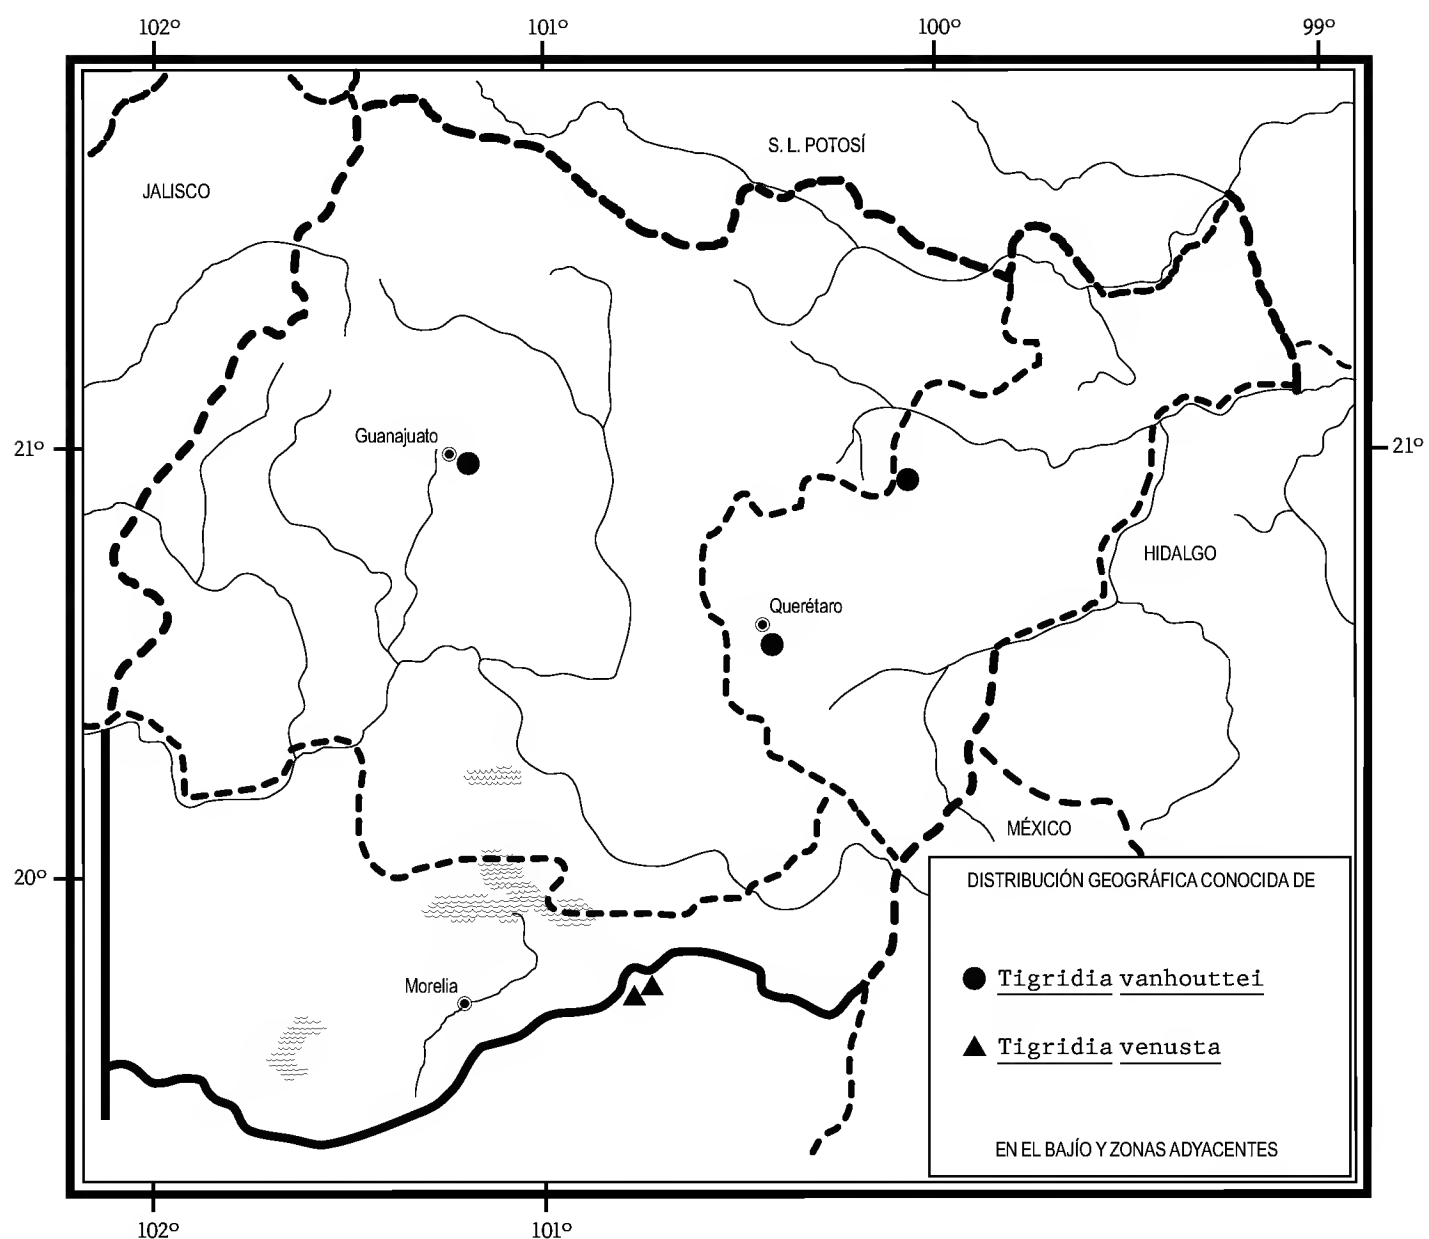 102º 101º 100º 99º
S. L. POTOSÍ
JALISCO
Guanajuato
21º 21º
HIDALGO
Querétaro
MÉXICO
20º
DISTRIBUCIÓN GEOGRÁFICA CONOCIDA DE
Tigridia vanhouttei
Morelia
Tigridia venusta
EN EL BAJÍO Y ZONAS ADYACENTES
102º 101º